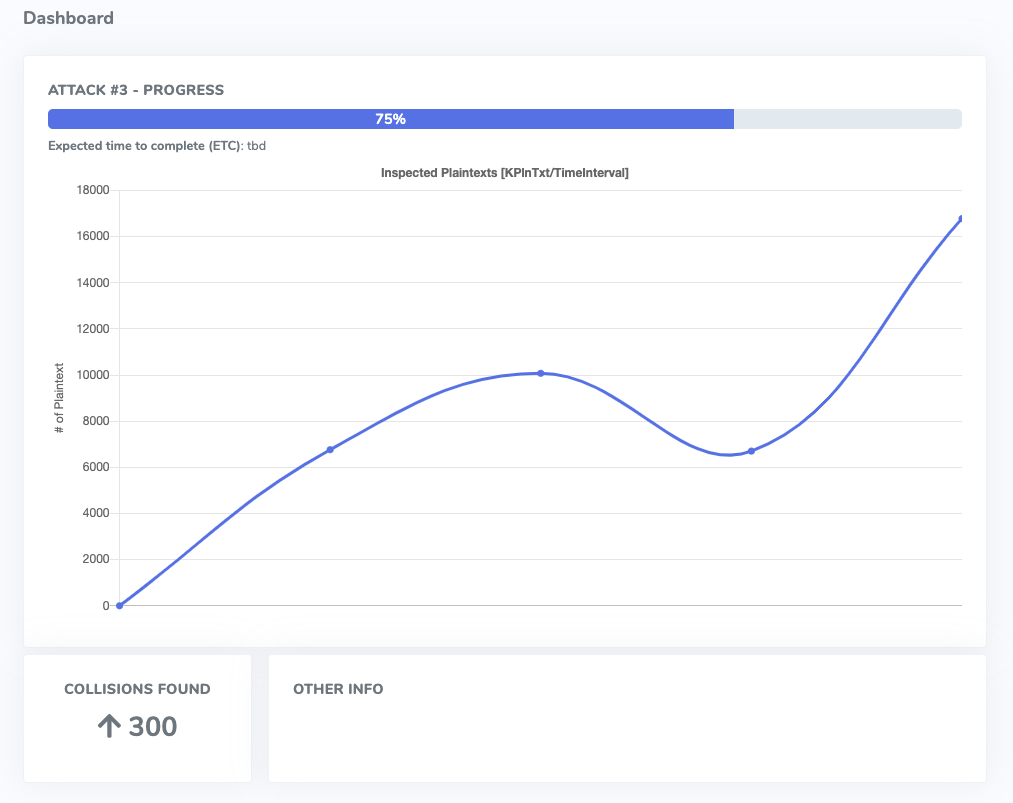 Dashboard
ATTACK #3 - PROGRESS
75%
Expected time to complete (ETC): tbd
Inspected Plaintexts [KPlnTxt/TimeInterval]
18000
16000
14000
12000
10000
8000
6000
4000
2000
0
# of Plaintext
COLLISIONS FOUND
300
OTHER INFO